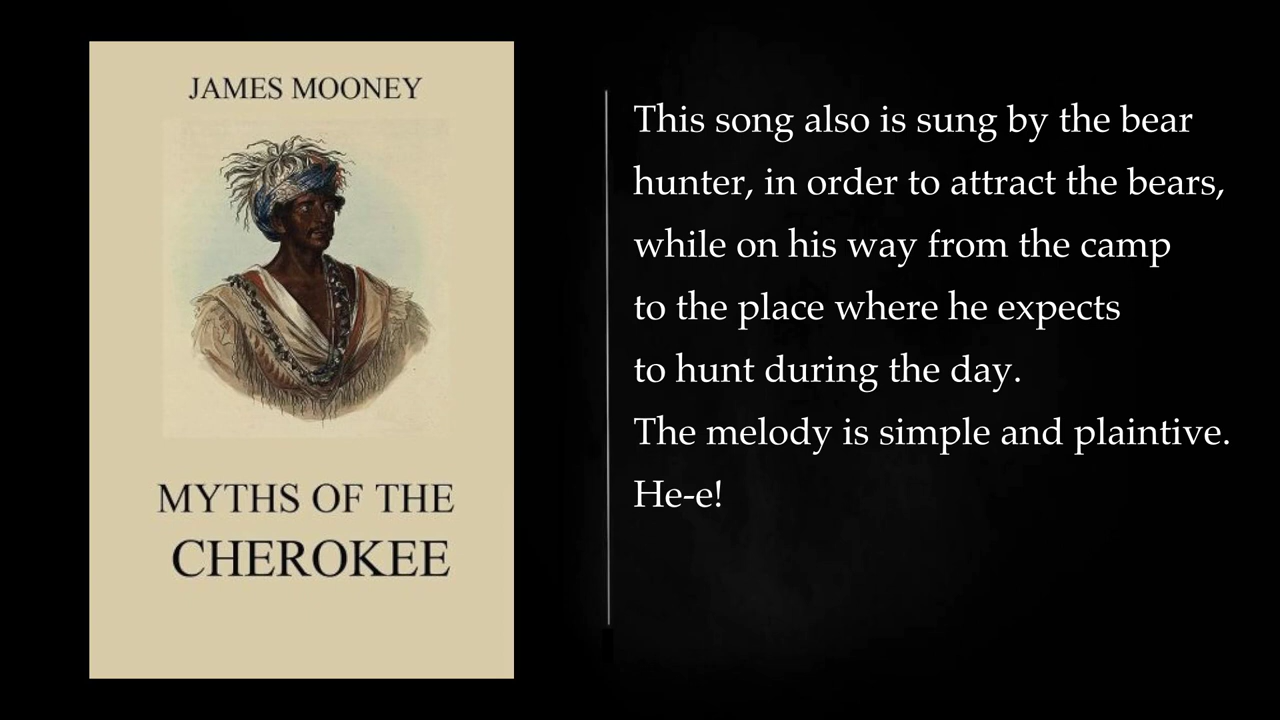 JAMES MOONEY
MYTHS OF THE
CHEROKEE
This song also is sung by the bear
hunter, in order to attract the bears,
while on his way from the camp
to the place where he expects
to hunt during the day.
The melody is simple and plaintive.
He-e!